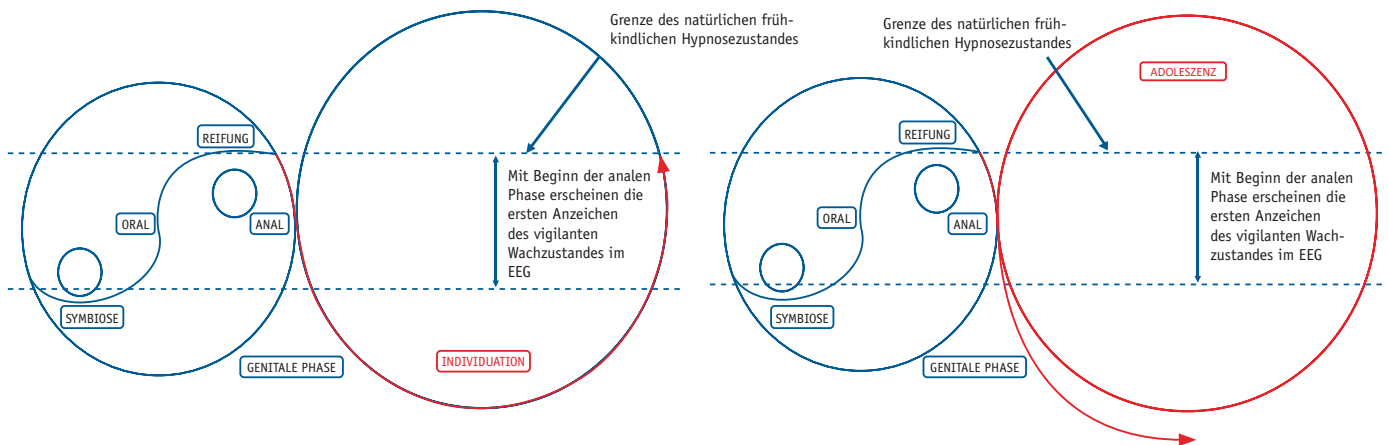 Grenze des natürlichen früh-
kindlichen Hypnosezustandes
REIFUNG
ORAL
ANAL
SYMBIOSE
GENITALE PHASE
Mit Beginn der analen
Phase erscheinen die
ersten Anzeichen
des vigilanten
Wachzustandes im
EEG
INDIVIDUATION
Grenze des natürlichen früh-
kindlichen Hypnosezustandes
ADOLESZENZ
REIFUNG
ORAL
ANAL
SYMBIOSE
GENITALE PHASE
Mit Beginn der analen
Phase erscheinen die
ersten Anzeichen
des vigilanten Wach-
zustandes im EEG